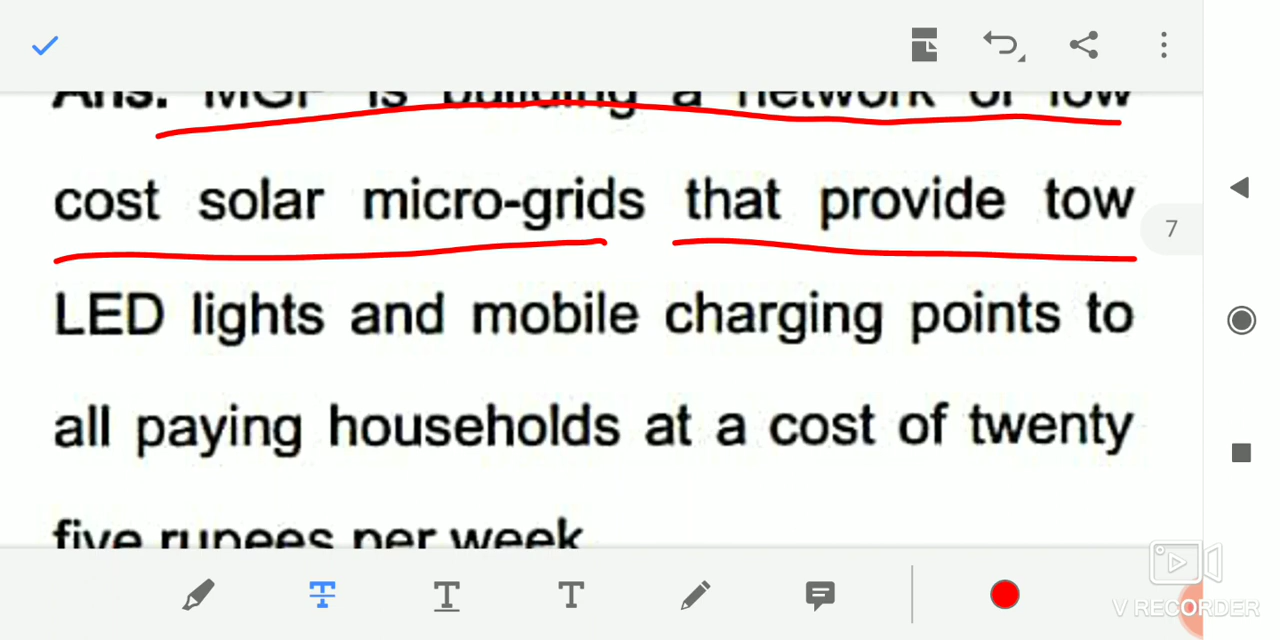 Ans. MGP is building a network of low
cost solar micro-grids that provide tow
7
LED lights and mobile charging points to
all paying households at a cost of twenty
five rupees per week
T T T
V RECORDER